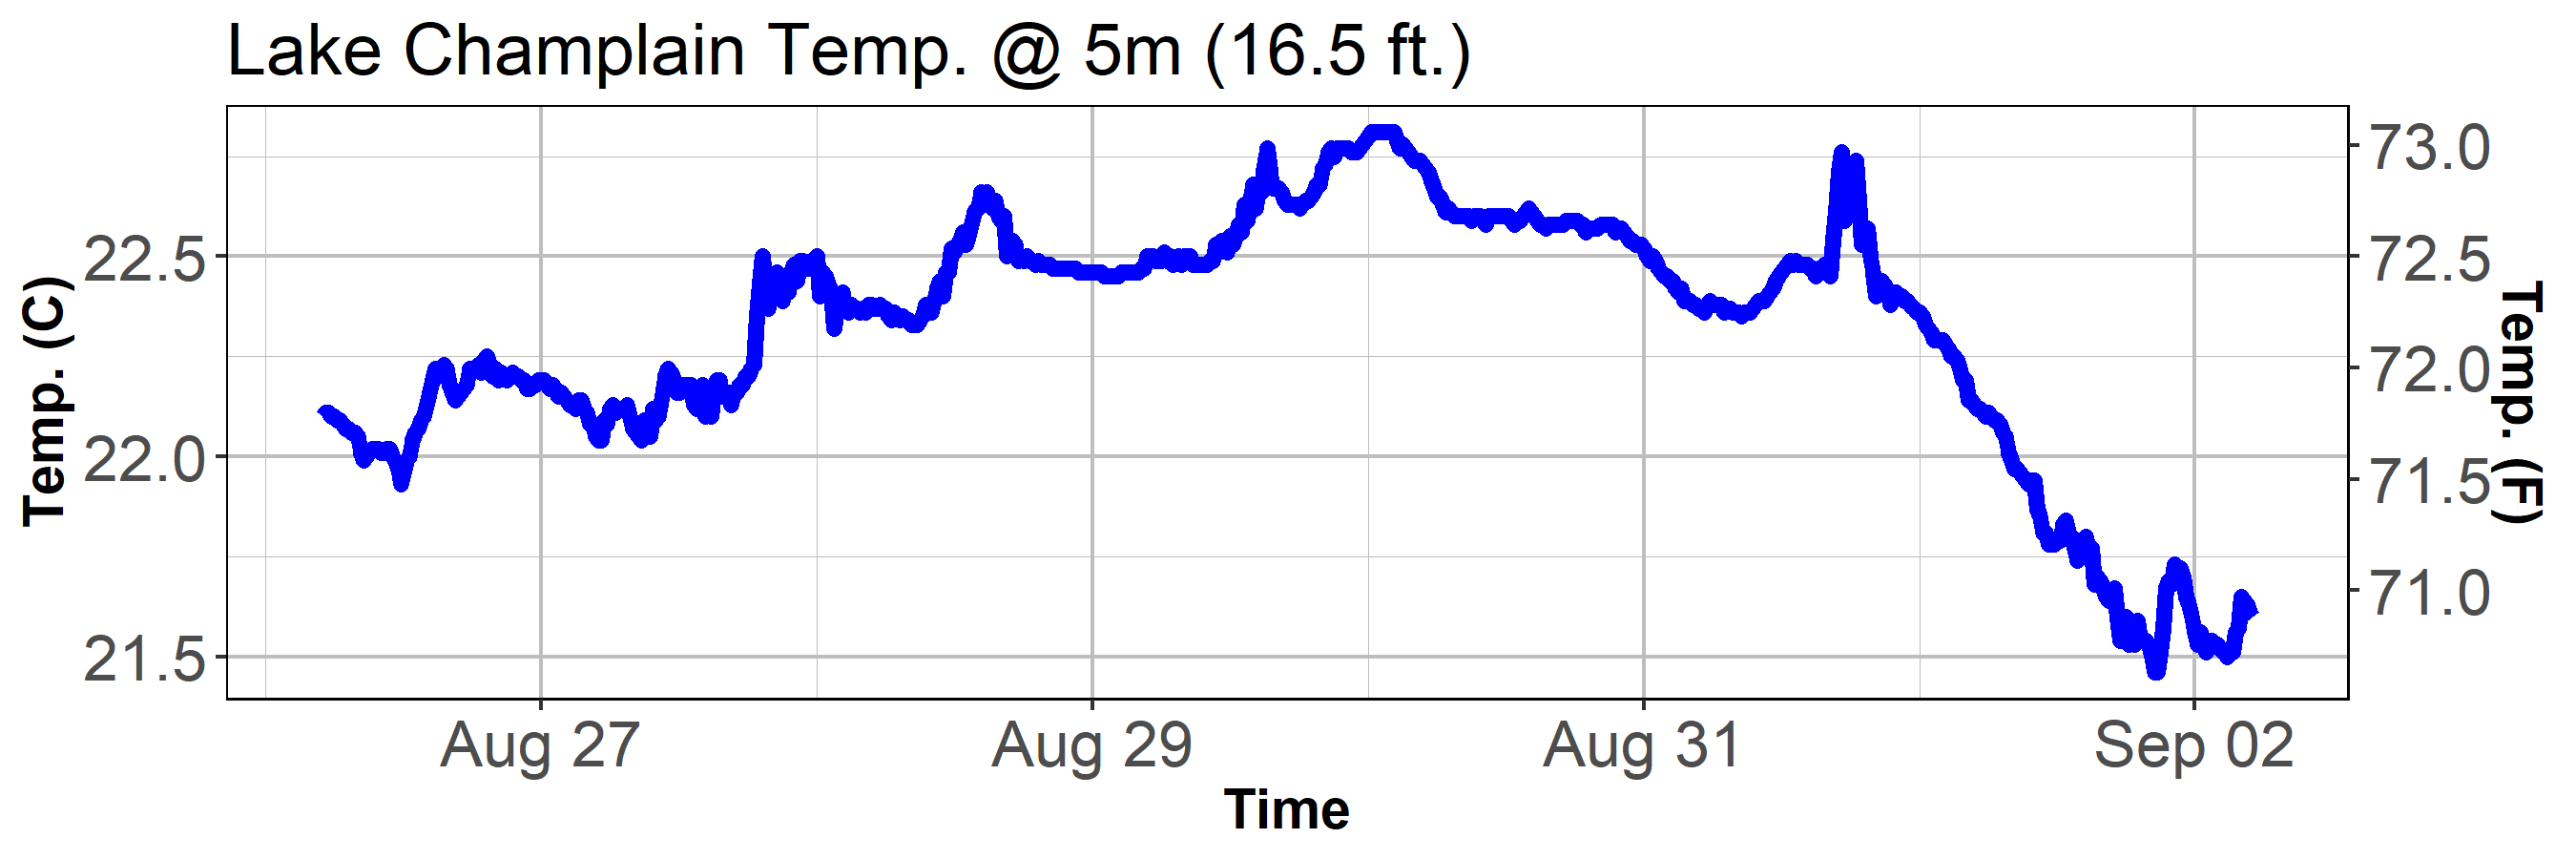 Lake Champlain Temp. @ 5m (16.5 ft.)
Temp. (C)
22.5
22.0
21.5
73.0
72.5
72.0
71.5
71.0
Temp. (F)
Aug 27 Aug 29 Aug 31 Sep 02
Time